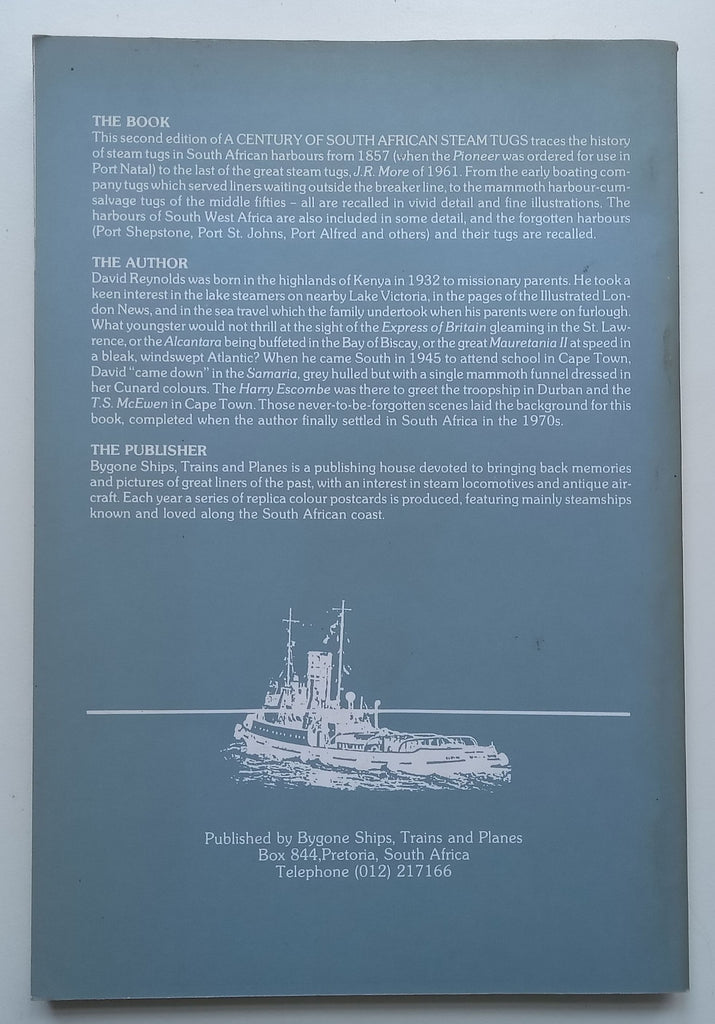 THE BOOK
This second edition of A CENTURY OF SOUTH AFRICAN STEAM TUGS traces the history
of steam tugs in South African harbours from 1857 (when the Pioneer was ordered for use in
Port Natal) to the last of the great steam tugs, J.R. More of 1961. From the early boating com-
pany tugs which served liners waiting outside the breaker line, to the mammoth harbour-cum-
salvage tugs of the middle fifties – all are recalled in vivid detail and fine illustrations. The
harbours of South West Africa are also included in some detail, and the forgotten harbours
(Port Shepstone, Port St. Johns, Port Alfred and others) and their tugs are recalled.
THE AUTHOR
David Reynolds was born in the highlands of Kenya in 1932 to missionary parents. He took a
keen interest in the lake steamers on nearby Lake Victoria, in the pages of the Illustrated Lon-
don News, and in the sea travel which the family undertook when his parents were on furlough.
What youngster would not thrill at the sight of the Express of Britain gleaming in the St. Law-
rence, or the Alcantara being buffeted in the Bay of Biscay, or the great Mauretania II at speed in
a bleak, windswept Atlantic? When he came South in 1945 to attend school in Cape Town,
David "came down" in the Samaria, grey hulled but with a single mammoth funnel dressed in
her Cunard colours. The Harry Escombe was there to greet the troopship in Durban and the
T.S. McEwen in Cape Town. Those never-to-be-forgotten scenes laid the background for this
book, completed when the author finally settled in South Africa in the 1970s.
THE PUBLISHER
Bygone Ships, Trains and Planes is a publishing house devoted to bringing back memories
and pictures of great liners of the past, with an interest in steam locomotives and antique air-
craft. Each year a series of replica colour postcards is produced, featuring mainly steamships
known and loved along the South African coast.
Published by Bygone Ships, Trains and Planes
Box 844,Pretoria, South Africa
Telephone (012) 217166